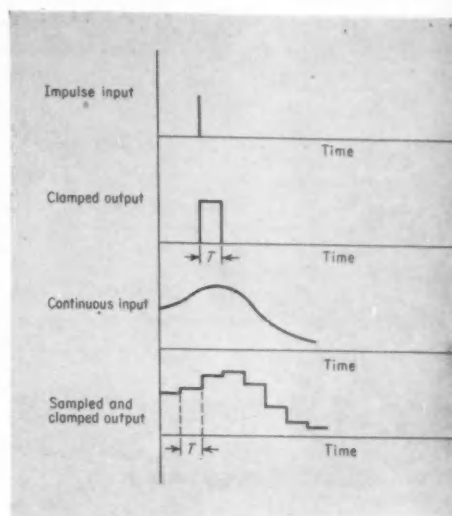 Impulse input
Time
Clamped output
T
Time
Continuous input
Time
Sampled and
clamped output
T
Time